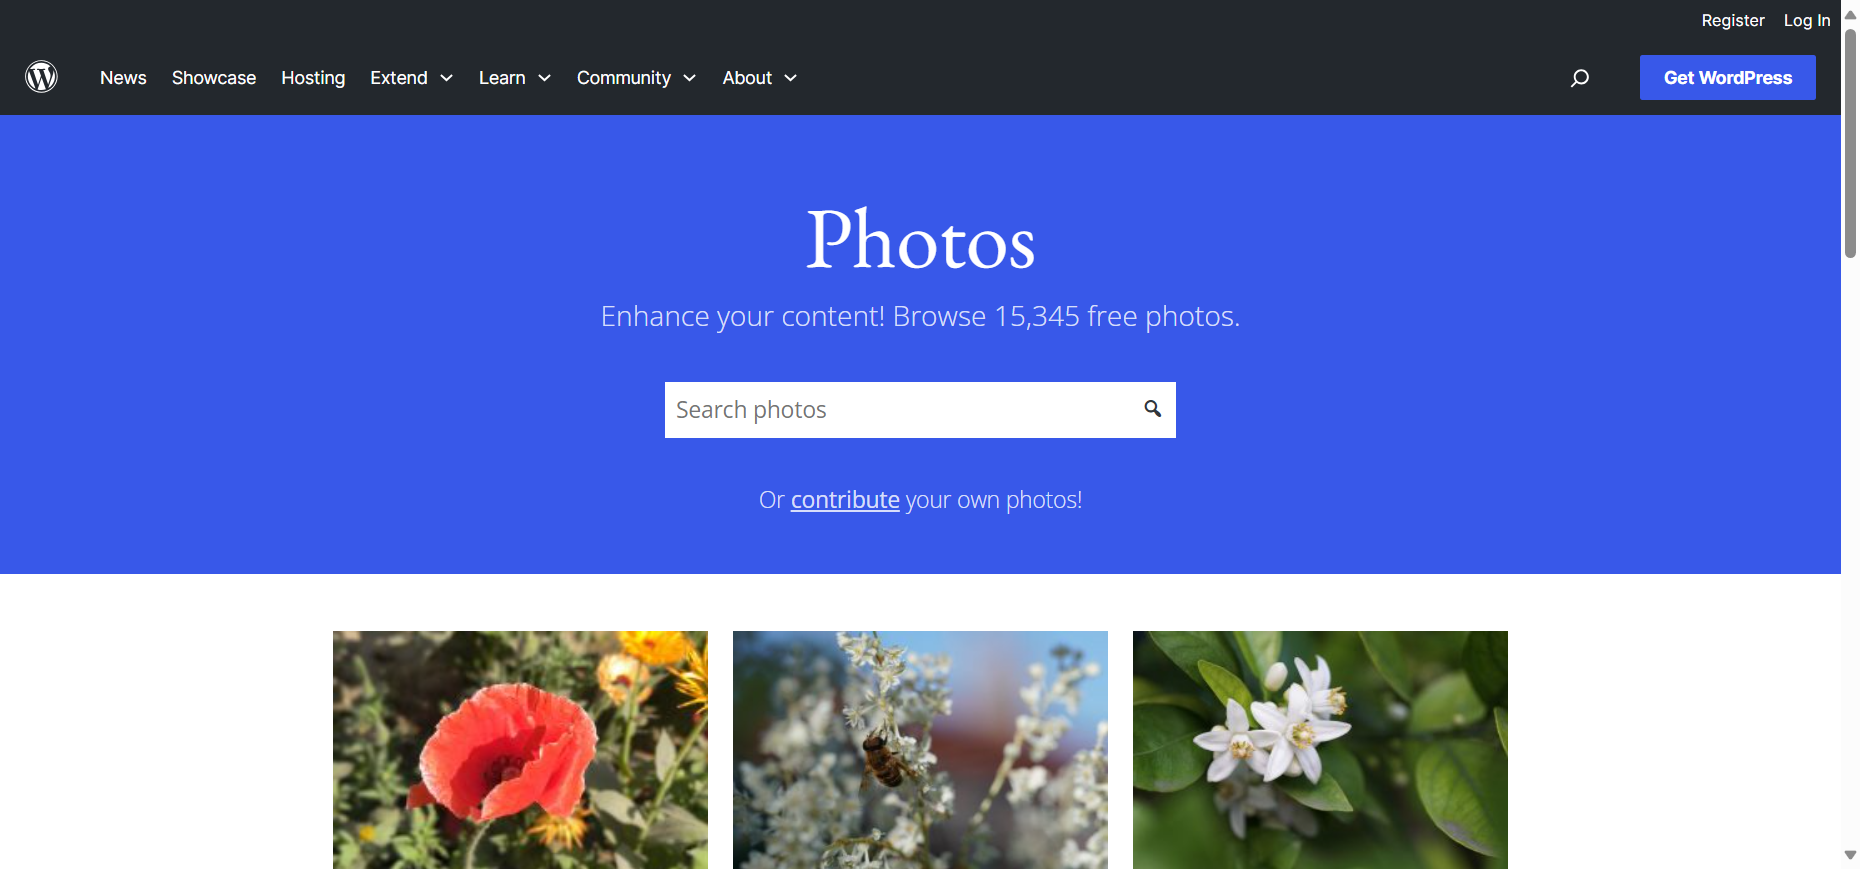 Register Log In
News Showcase Hosting Extend Learn Community About Get WordPress
Photos
Enhance your content! Browse 15,345 free photos.
Search photos
Or contribute your own photos!